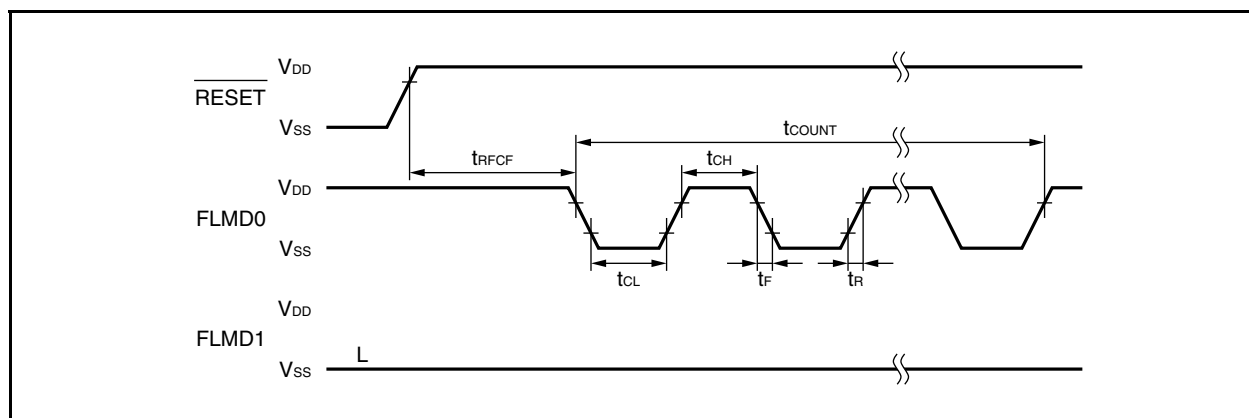 VDD
RESET
VSS
tCOUNT
tRFCF
tCH
VDD
FLMD0
VSS
tCL
tF
tR
VDD
FLMD1
L
VSS